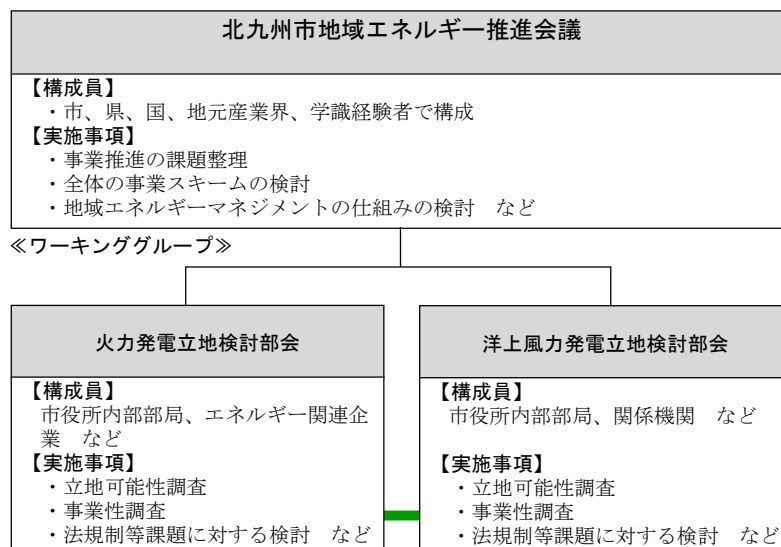 北九州市地域エネルギー推進会議
【構成員】
・市、県、国、地元産業界、学識経験者で構成
【実施事項】
・事業推進の課題整理
・全体の事業スキームの検討
・地域エネルギーマネジメントの仕組みの検討　など
≪ワーキンググループ≫
火力発電立地検討部会
【構成員】
市役所内部部局、エネルギー関連企
業　など
【実施事項】
・立地可能性調査
・事業性調査
・法規制等課題に対する検討　など
洋上風力発電立地検討部会
【構成員】
市役所内部部局、関係機関　など
【実施事項】
・立地可能性調査
・事業性調査
・法規制等課題に対する検討　など